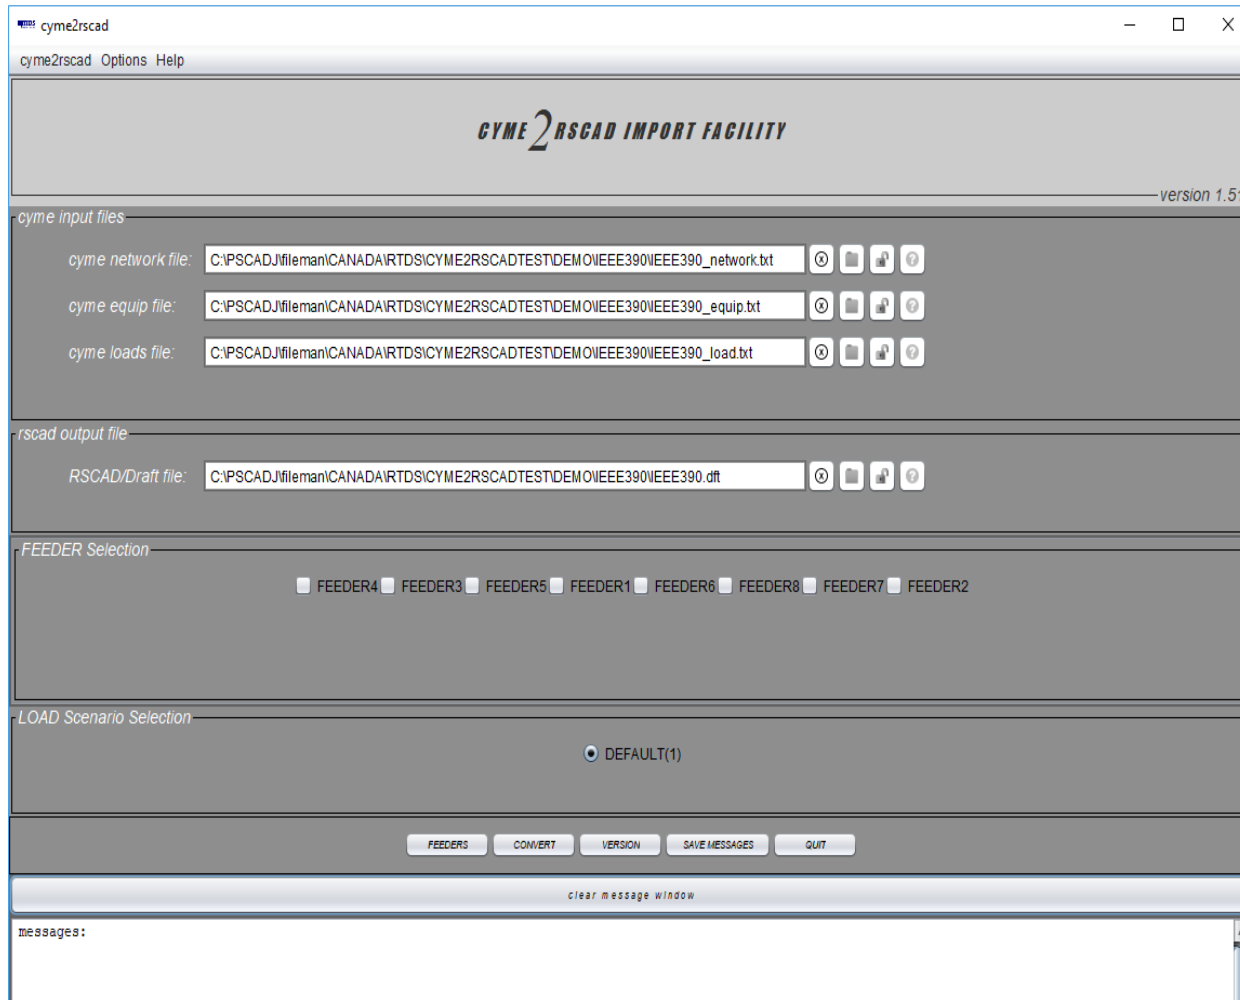 cyme2rscad
cyme2rscad Options Help
CYME 2 RSCAD IMPORT FACILITY
version 1.51
cyme input files
cyme network file: C:\PSCADJ\fileman\CANADA\RTDS\CYME2RSCADTEST\DEMO\IEEE390\IEEE390_network.txt
cyme equip file: C:\PSCADJ\fileman\CANADA\RTDS\CYME2RSCADTEST\DEMO\IEEE390\IEEE390_equip.txt
cyme loads file: C:\PSCADJ\fileman\CANADA\RTDS\CYME2RSCADTEST\DEMO\IEEE390\IEEE390_load.txt
rscad output file
RSCAD/Draft file: C:\PSCADJ\fileman\CANADA\RTDS\CYME2RSCADTEST\DEMO\IEEE390\IEEE390.dft
FEEDER Selection
FEEDER4 FEEDER3 FEEDER5 FEEDER1 FEEDER6 FEEDER8 FEEDER7 FEEDER2
LOAD Scenario Selection
DEFAULT(1)
FEEDERS CONVERT VERSION SAVE MESSAGES QUIT
clear message window
messages: